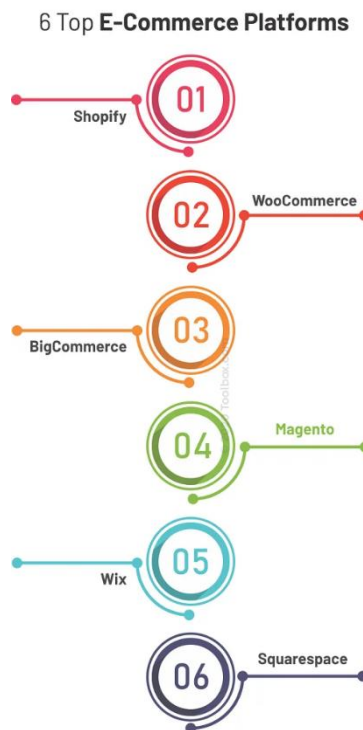 6 Top E-Commerce Platforms
01
Shopify
02
WooCommerce
03
BigCommerce
04
Magento
05
Wix
06
Squarespace